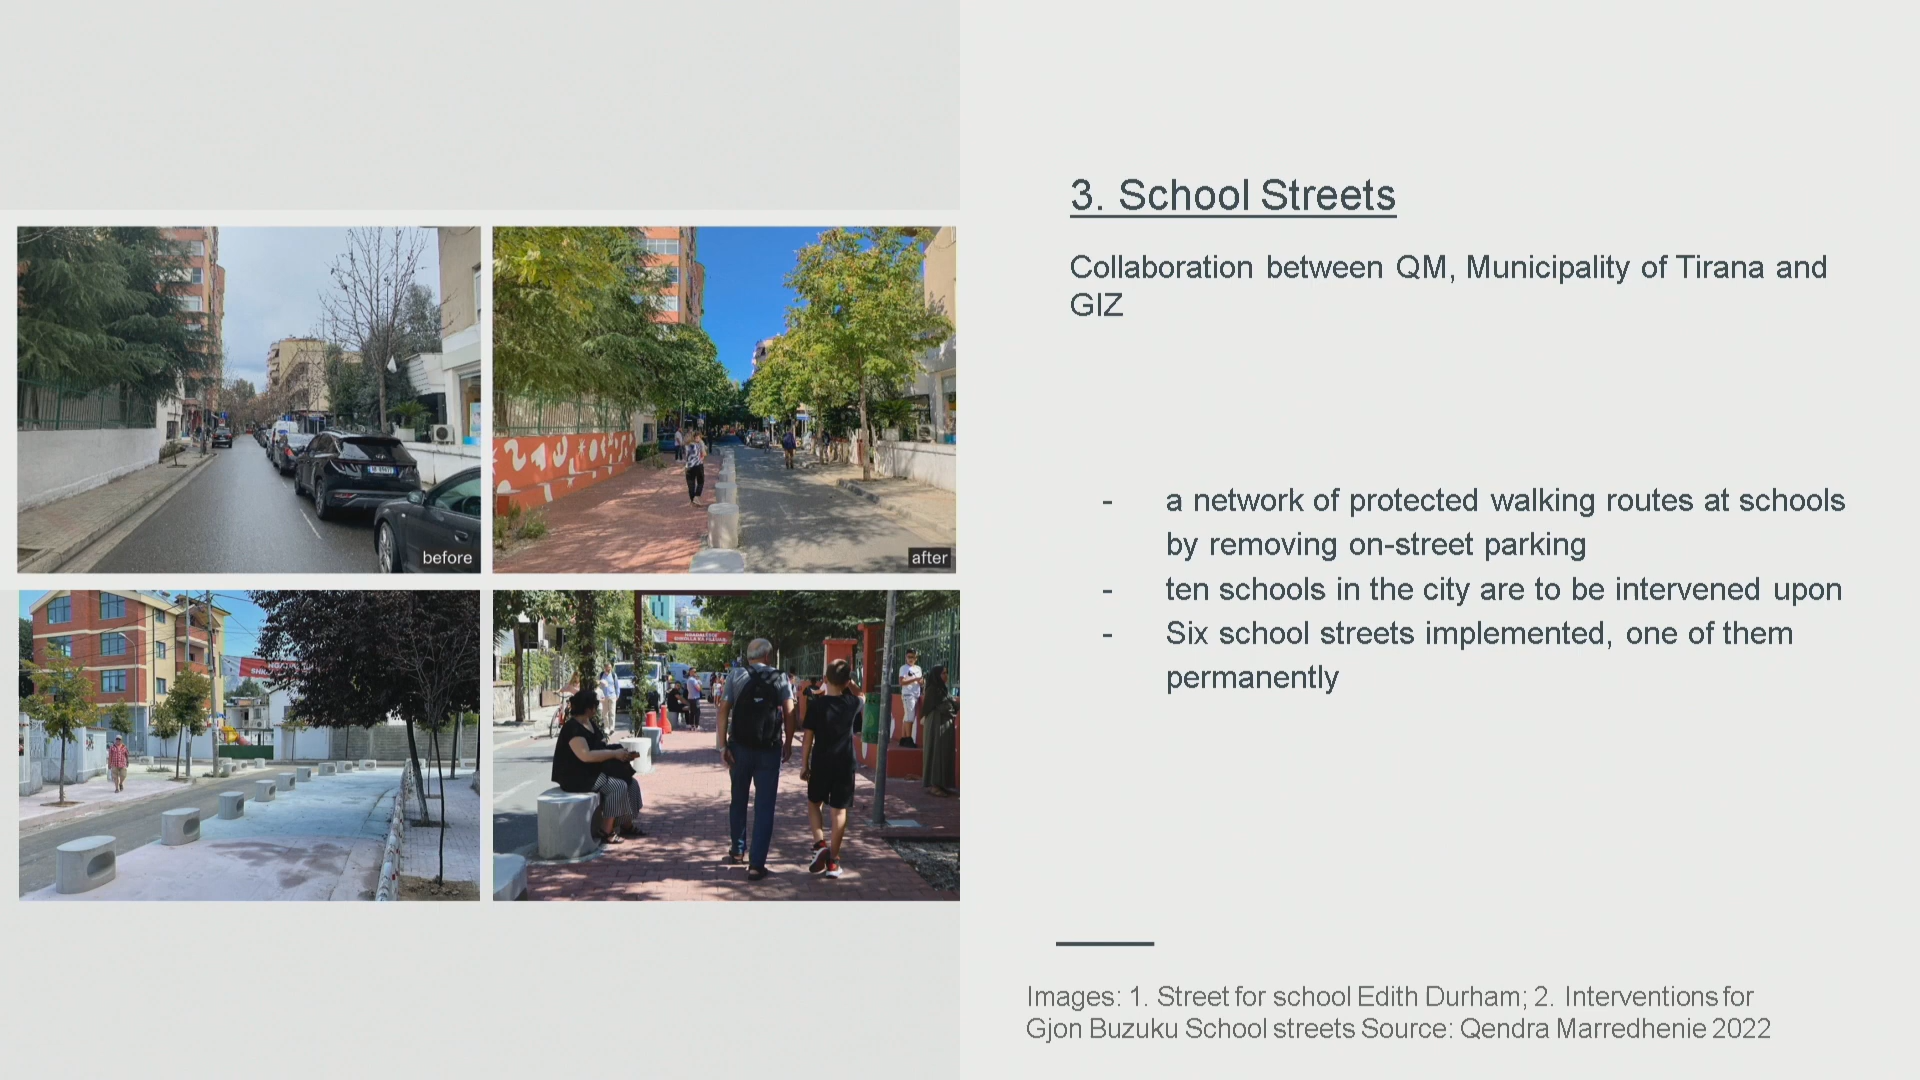 3. School Streets
Collaboration between QM, Municipality of Tirana and
GIZ
before
after
- a network of protected walking routes at schools
by removing on-street parking
- ten schools in the city are to be intervened upon
- Six school streets implemented, one of them
permanently
Images: 1. Street for school Edith Durham; 2. Interventions for
Gjon Buzuku School streets Source: Qendra Marredhenie 2022